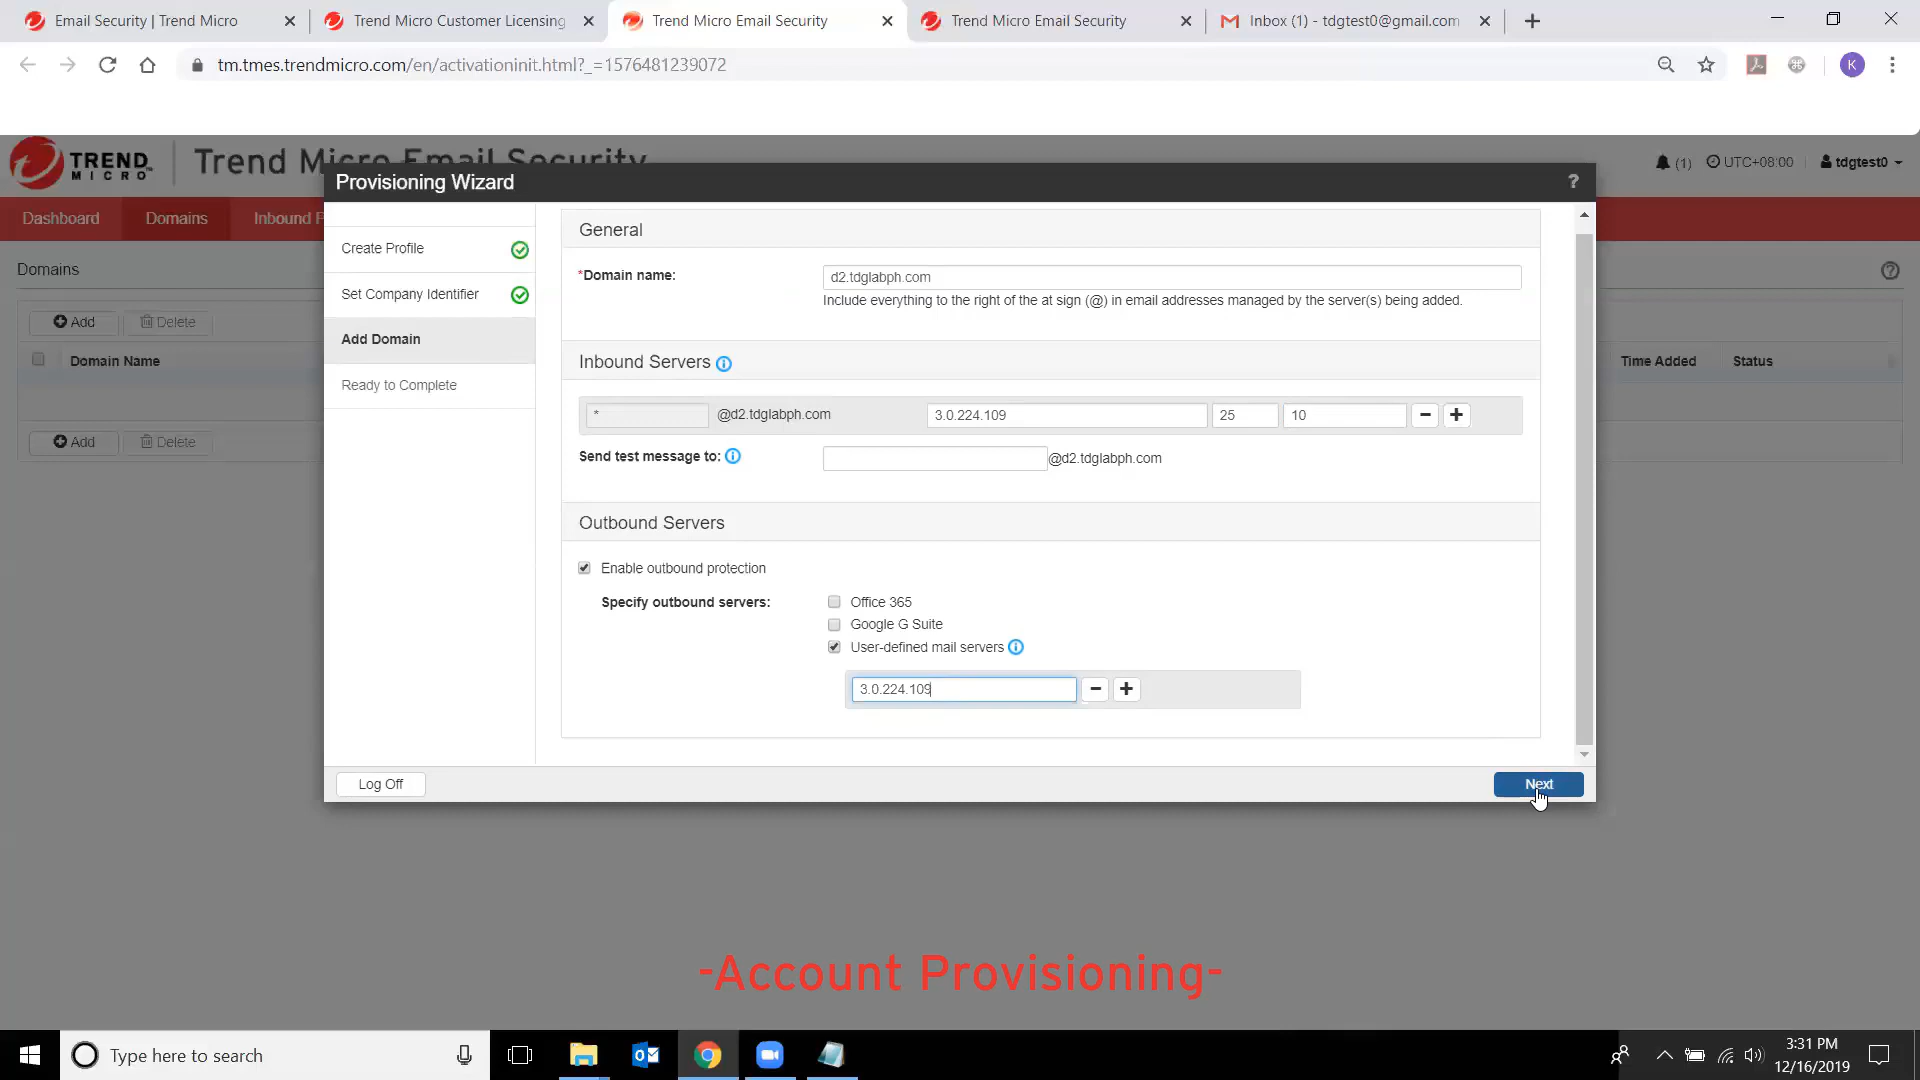 Email Security | Trend Micro
Trend Micro Customer Licensing
Trend Micro Email Security
Trend Micro Email Security
Inbox (1) - tdgtest0@gmail.com
tm.tmes.trendmicro.com/en/activationinit.html?_=1576481239072
K
TREND MICRO
Trend Micro Email Security
(1)
UTC+08:00
tdgtest0
Provisioning Wizard
?
Dashboard
Domains
Inbound P
Domains
Add
Delete
Domain Name
Time Added
Status
Add
Delete
Create Profile
Set Company Identifier
Add Domain
Ready to Complete
General
*Domain name:
d2.tdglabph.com
Include everything to the right of the at sign (@) in email addresses managed by the server(s) being added.
Inbound Servers
*
@d2.tdglabph.com
3.0.224.109
25
10
Send test message to:
@d2.tdglabph.com
Outbound Servers
Enable outbound protection
Specify outbound servers:
Office 365
Google G Suite
User-defined mail servers
3.0.224.109
Log Off
Next
-Account Provisioning-
Type here to search
3:31 PM
12/16/2019